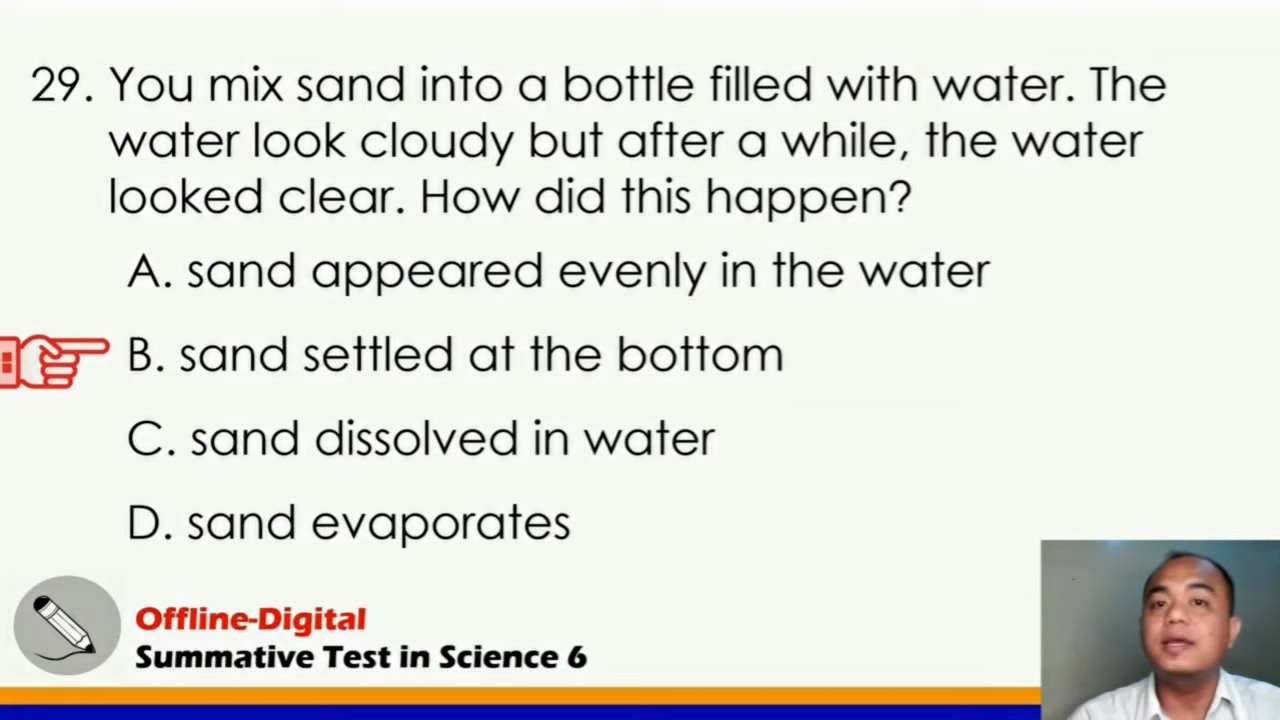 29. You mix sand into a bottle filled with water. The
water look cloudy but after a while, the water
looked clear. How did this happen?
A. sand appeared evenly in the water
B. sand settled at the bottom
C. sand dissolved in water
D. sand evaporates
Offline-Digital
Summative Test in Science 6